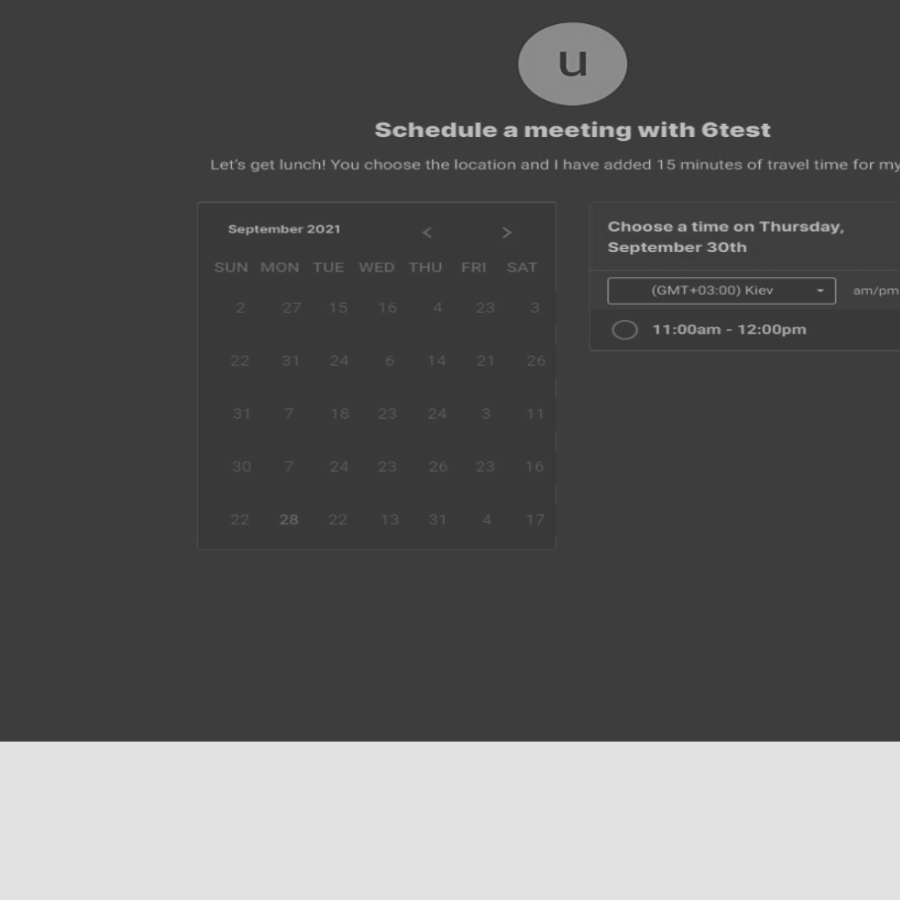 u
Schedule a meeting with 6test
Let's get lunch! You choose the location and I have added 15 minutes of travel time for my
September 2021 < >
SUN MON TUE WED THU FRI SAT
2 27 15 16 4 23 3
22 31 24 6 14 21 26
31 7 18 23 24 3 11
30 7 24 23 26 23 16
22 28 22 13 31 4 17
Choose a time on Thursday,
September 30th
(GMT+03:00) Kiev am/pm
11:00am - 12:00pm